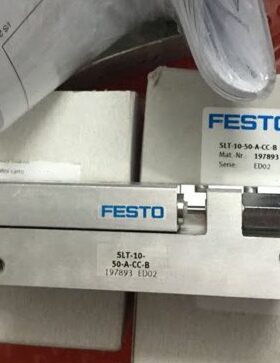 FESTO
SLT-10-50-A-CC-B
Mat.-Nr. 197893
Serie: ED02
FESTO
SLT-10-
50-A-CC-B
197893 ED02